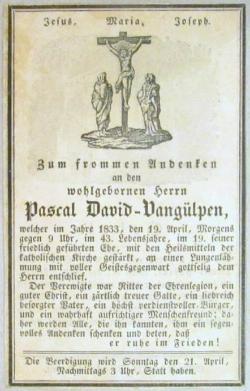 Jesus, Maria, Joseph.
Zum frommen Andenken
an den
wohlgebornen Herrn
Pascal David-Vangülpen,
welcher im Jahre 1833, den 19. April, Morgens
gegen 9 Uhr, im 43. Lebensjahre, im 19. seiner
friedlich geführten Ehe, mit den Heilsmitteln der
katholischen Kirche gestärkt, an einer Lungenläh-
mung mit voller Geistesgegenwart gottselig dem
Herrn entschlief.
Der Verewigte war Ritter der Ehrenlegion, ein
guter Christ, ein zärtlich treuer Gatte, ein liebreich
besorgter Vater, ein höchst verdienstvoller Bürger,
und ein wahrhaft aufrichtiger Menschenfreund; da-
her werden Alle, die ihn kannten, ihm ein segen-
volles Andenken schenken und beten, daß
er ruhe im Frieden!
Die Beerdigung wird Sonntag den 21. April,
Nachmittags 3 Uhr, Statt haben.